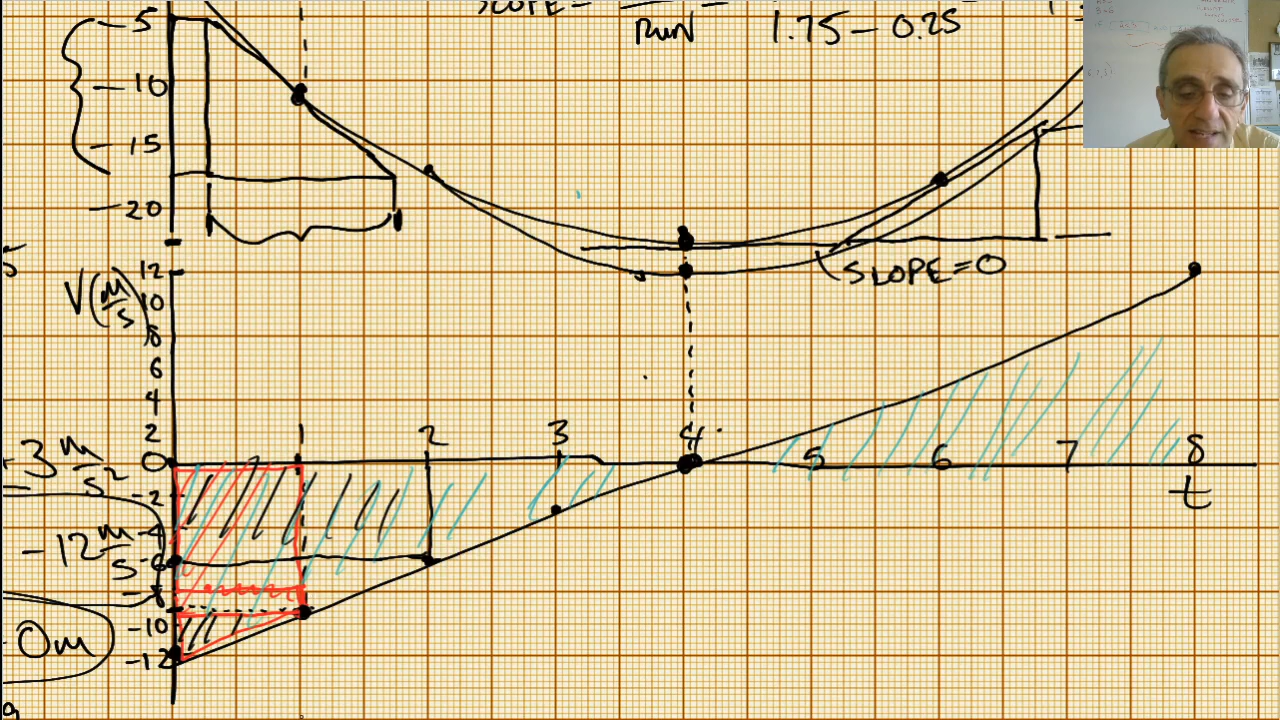 SLOPE =
RUN 1.75 - 0.25
-5
-10
-15
-20
SLOPE = 0
V(m/s)
12
10
8
6
4
2
0
1 2 3 4 5 6 7 8
t
-2
-4
-6
-8
-10
-12
3 m/s²
-12 m/s
0m